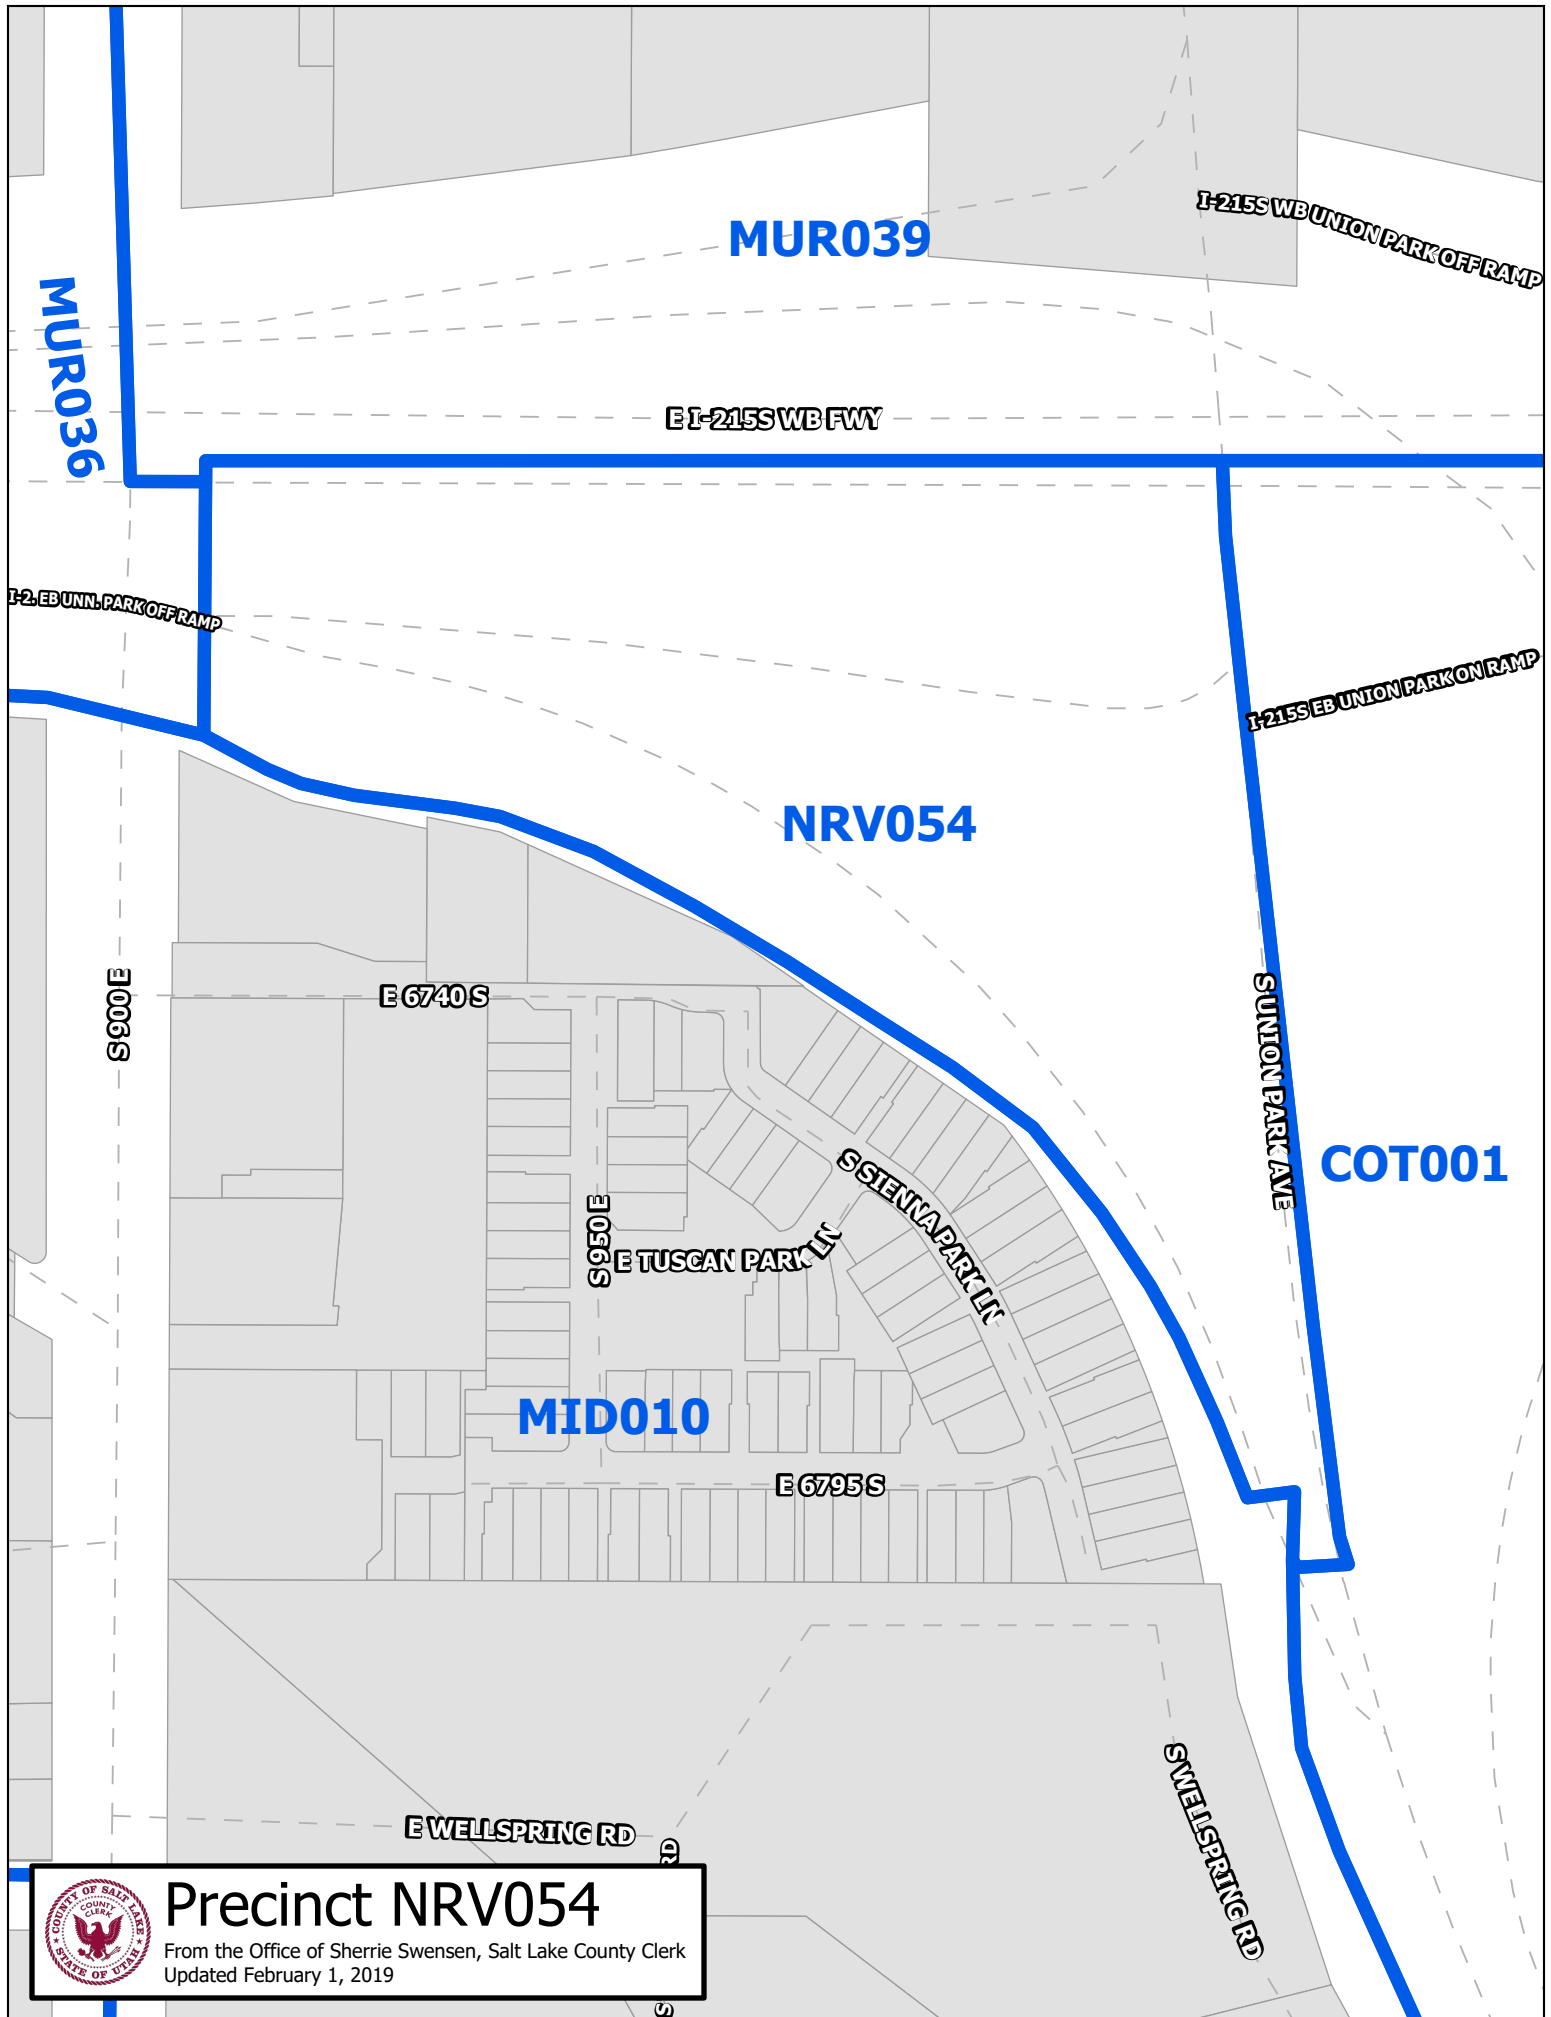 I-215S WB UNION PARK OFF RAMP
MUR039
MUR036
E I-215S WB FWY
I-2. EB UNN. PARK OFF RAMP
I-215S EB UNION PARK ON RAMP
NRV054
S 900 E
E 6740 S
S UNION PARK AVE
COT001
S SIENNA PARK LN
S 950 E
E TUSCAN PARK LN
MID010
E 6795 S
S WELLSPRING RD
E WELLSPRING RD
RD
S
COUNTY OF SALT LAKE
COUNTY CLERK
STATE OF UTAH
Precinct NRV054
From the Office of Sherrie Swensen, Salt Lake County Clerk
Updated February 1, 2019